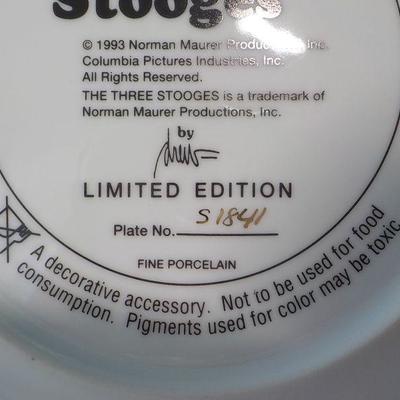 Stooges
© 1993 Norman Maurer Productions, Inc.
Columbia Pictures Industries, Inc.
All Rights Reserved.
THE THREE STOOGES is a trademark of
Norman Maurer Productions, Inc.
by
LIMITED EDITION
Plate No. S1841
FINE PORCELAIN
A decorative accessory. Not to be used for food
consumption. Pigments used for color may be toxic.